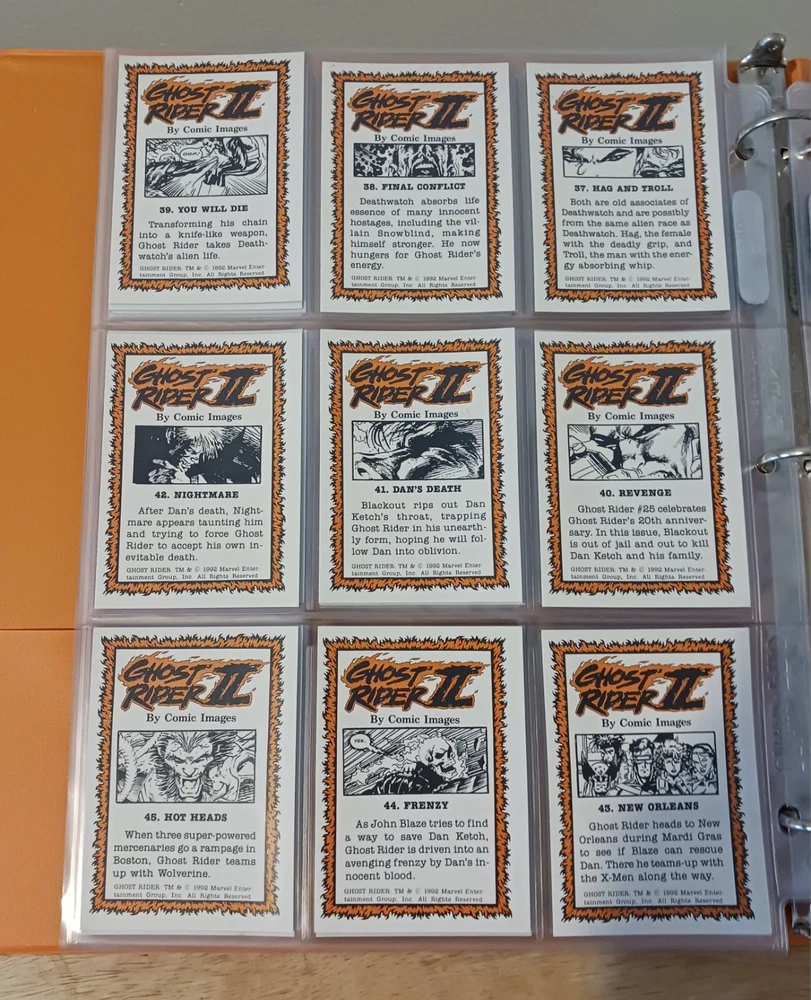 GHOST
RIDER II
By Comic Images
39. YOU WILL DIE
Transforming his chain
into a knife-like weapon,
Ghost Rider takes Death-
watch's alien life.
GHOST RIDER TM & © 1992 Marvel Enter-
tainment Group, Inc. All Rights Reserved
GHOST
RIDER II
By Comic Images
38. FINAL CONFLICT
Deathwatch absorbs life
essence of many innocent
hostages, including the vil-
lain Snowblind, making
himself stronger. He now
hungers for Ghost Rider's
energy.
GHOST RIDER TM & © 1992 Marvel Enter-
tainment Group, Inc. All Rights Reserved
GHOST
RIDER II
By Comic Images
37. HAG AND TROLL
Both are old associates of
Deathwatch and are possibly
from the same alien race as
Deathwatch. Hag, the female
with the deadly grip, and
Troll, the man with the ener-
gy absorbing whip.
GHOST RIDER TM & © 1992 Marvel Enter-
tainment Group, Inc. All Rights Reserved
GHOST
RIDER II
By Comic Images
42. NIGHTMARE
After Dan's death, Night-
mare appears taunting him
and trying to force Ghost
Rider to accept his own in-
evitable death.
GHOST RIDER TM & © 1992 Marvel Enter-
tainment Group, Inc. All Rights Reserved
GHOST
RIDER II
By Comic Images
41. DAN'S DEATH
Blackout rips out Dan
Ketch's throat, trapping
Ghost Rider in his unearth-
ly form, hoping he will fol-
low Dan into oblivion.
GHOST RIDER TM & © 1992 Marvel Enter-
tainment Group, Inc. All Rights Reserved
GHOST
RIDER II
By Comic Images
40. REVENGE
Ghost Rider #25 celebrates
Ghost Rider's 20th anniver-
sary. In this issue, Blackout
is out of jail and out to kill
Dan Ketch and his family.
GHOST RIDER TM & © 1992 Marvel Enter-
tainment Group, Inc. All Rights Reserved
GHOST
RIDER II
By Comic Images
45. HOT HEADS
When three super-powered
mercenaries go a rampage in
Boston, Ghost Rider teams
up with Wolverine.
GHOST RIDER TM & © 1992 Marvel Enter-
tainment Group, Inc. All Rights Reserved
GHOST
RIDER II
By Comic Images
YES.
44. FRENZY
As John Blaze tries to find
a way to save Dan Ketch,
Ghost Rider is driven into an
avenging frenzy by Dan's in-
nocent blood.
GHOST RIDER TM & © 1992 Marvel Enter-
tainment Group, Inc. All Rights Reserved
GHOST
RIDER II
By Comic Images
43. NEW ORLEANS
Ghost Rider heads to New
Orleans during Mardi Gras
to see if Blaze can rescue
Dan. There he teams-up with
the X-Men along the way.
GHOST RIDER TM & © 1992 Marvel Enter-
tainment Group, Inc. All Rights Reserved